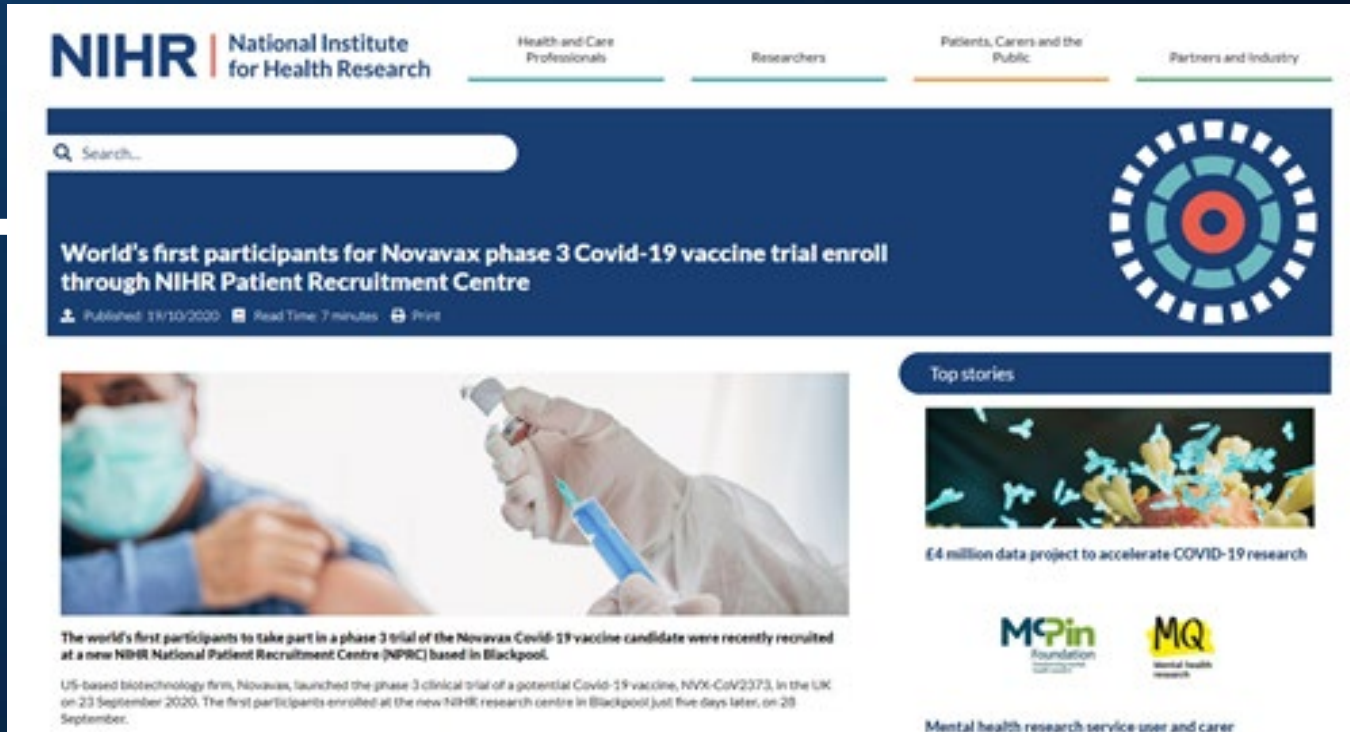 NIHR | National Institute
for Health Research
Health and Care
Professionals
Researchers
Patients, Carers and the
Public
Partners and Industry
Search...
World's first participants for Novavax phase 3 Covid-19 vaccine trial enroll
through NIHR Patient Recruitment Centre
Published: 19/10/2020 Read Time: 7 minutes Print
Top stories
£4 million data project to accelerate COVID-19 research
McPin
Foundation
MQ
Mental health
research
Mental health research service user and carer
The world's first participants to take part in a phase 3 trial of the Novavax Covid-19 vaccine candidate were recently recruited
at a new NIHR National Patient Recruitment Centre (NPRC) based in Blackpool.
US-based biotechnology firm, Novavax, launched the phase 3 clinical trial of a potential Covid-19 vaccine, NVX-CoV2373, in the UK
on 23 September 2020. The first participants enrolled at the new NIHR research centre in Blackpool just five days later, on 28
September.